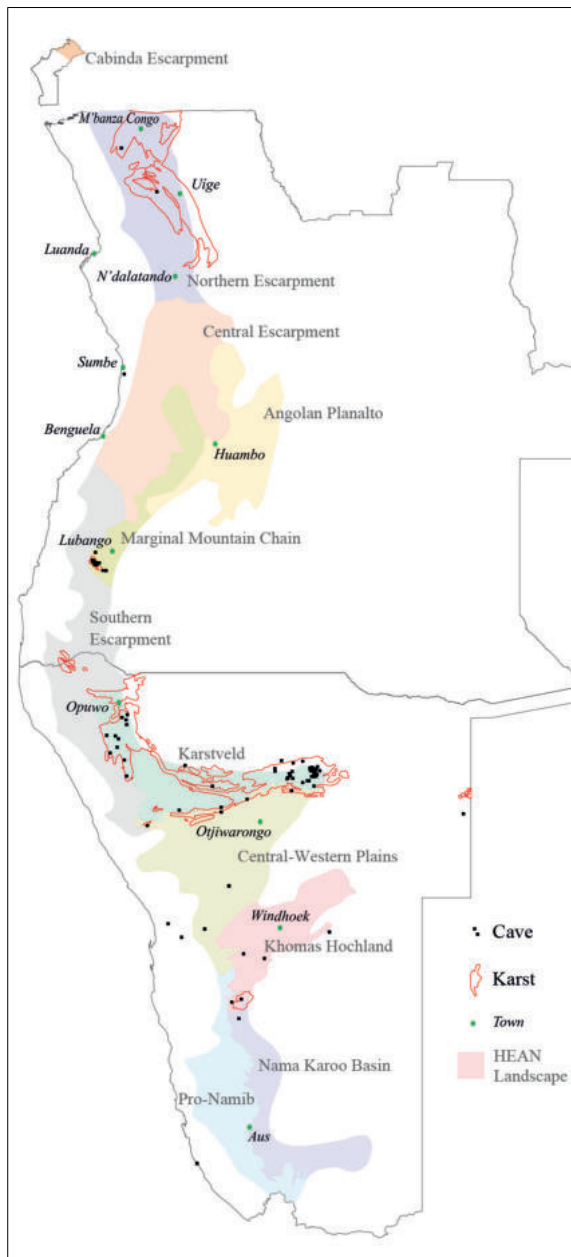 Cabinda Escarpment
M'banza Congo
Uige
Luanda
N'dalatando
Northern Escarpment
Central Escarpment
Sumbe
Angolan Planalto
Benguela
Huambo
Lubango
Marginal Mountain Chain
Southern
Escarpment
Opuwo
Karstveld
Otjiwarongo
Central-Western Plains
Windhoek
Khomas Hochland
Nama Karoo Basin
Pro-Namib
Aus
Cave
Karst
Town
HEAN
Landscape